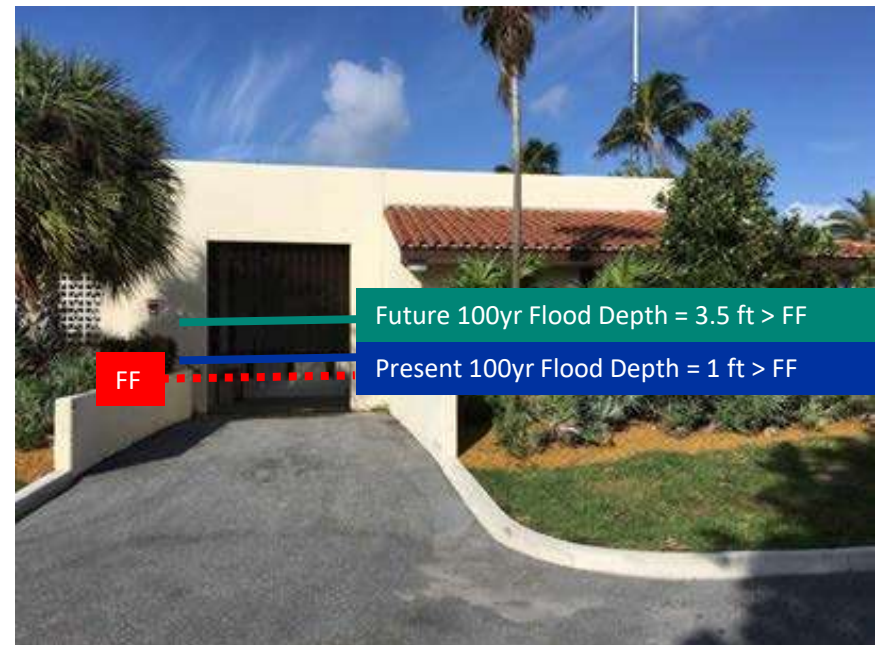 Future 100yr Flood Depth = 3.5 ft > FF
Present 100yr Flood Depth = 1 ft > FF
FF